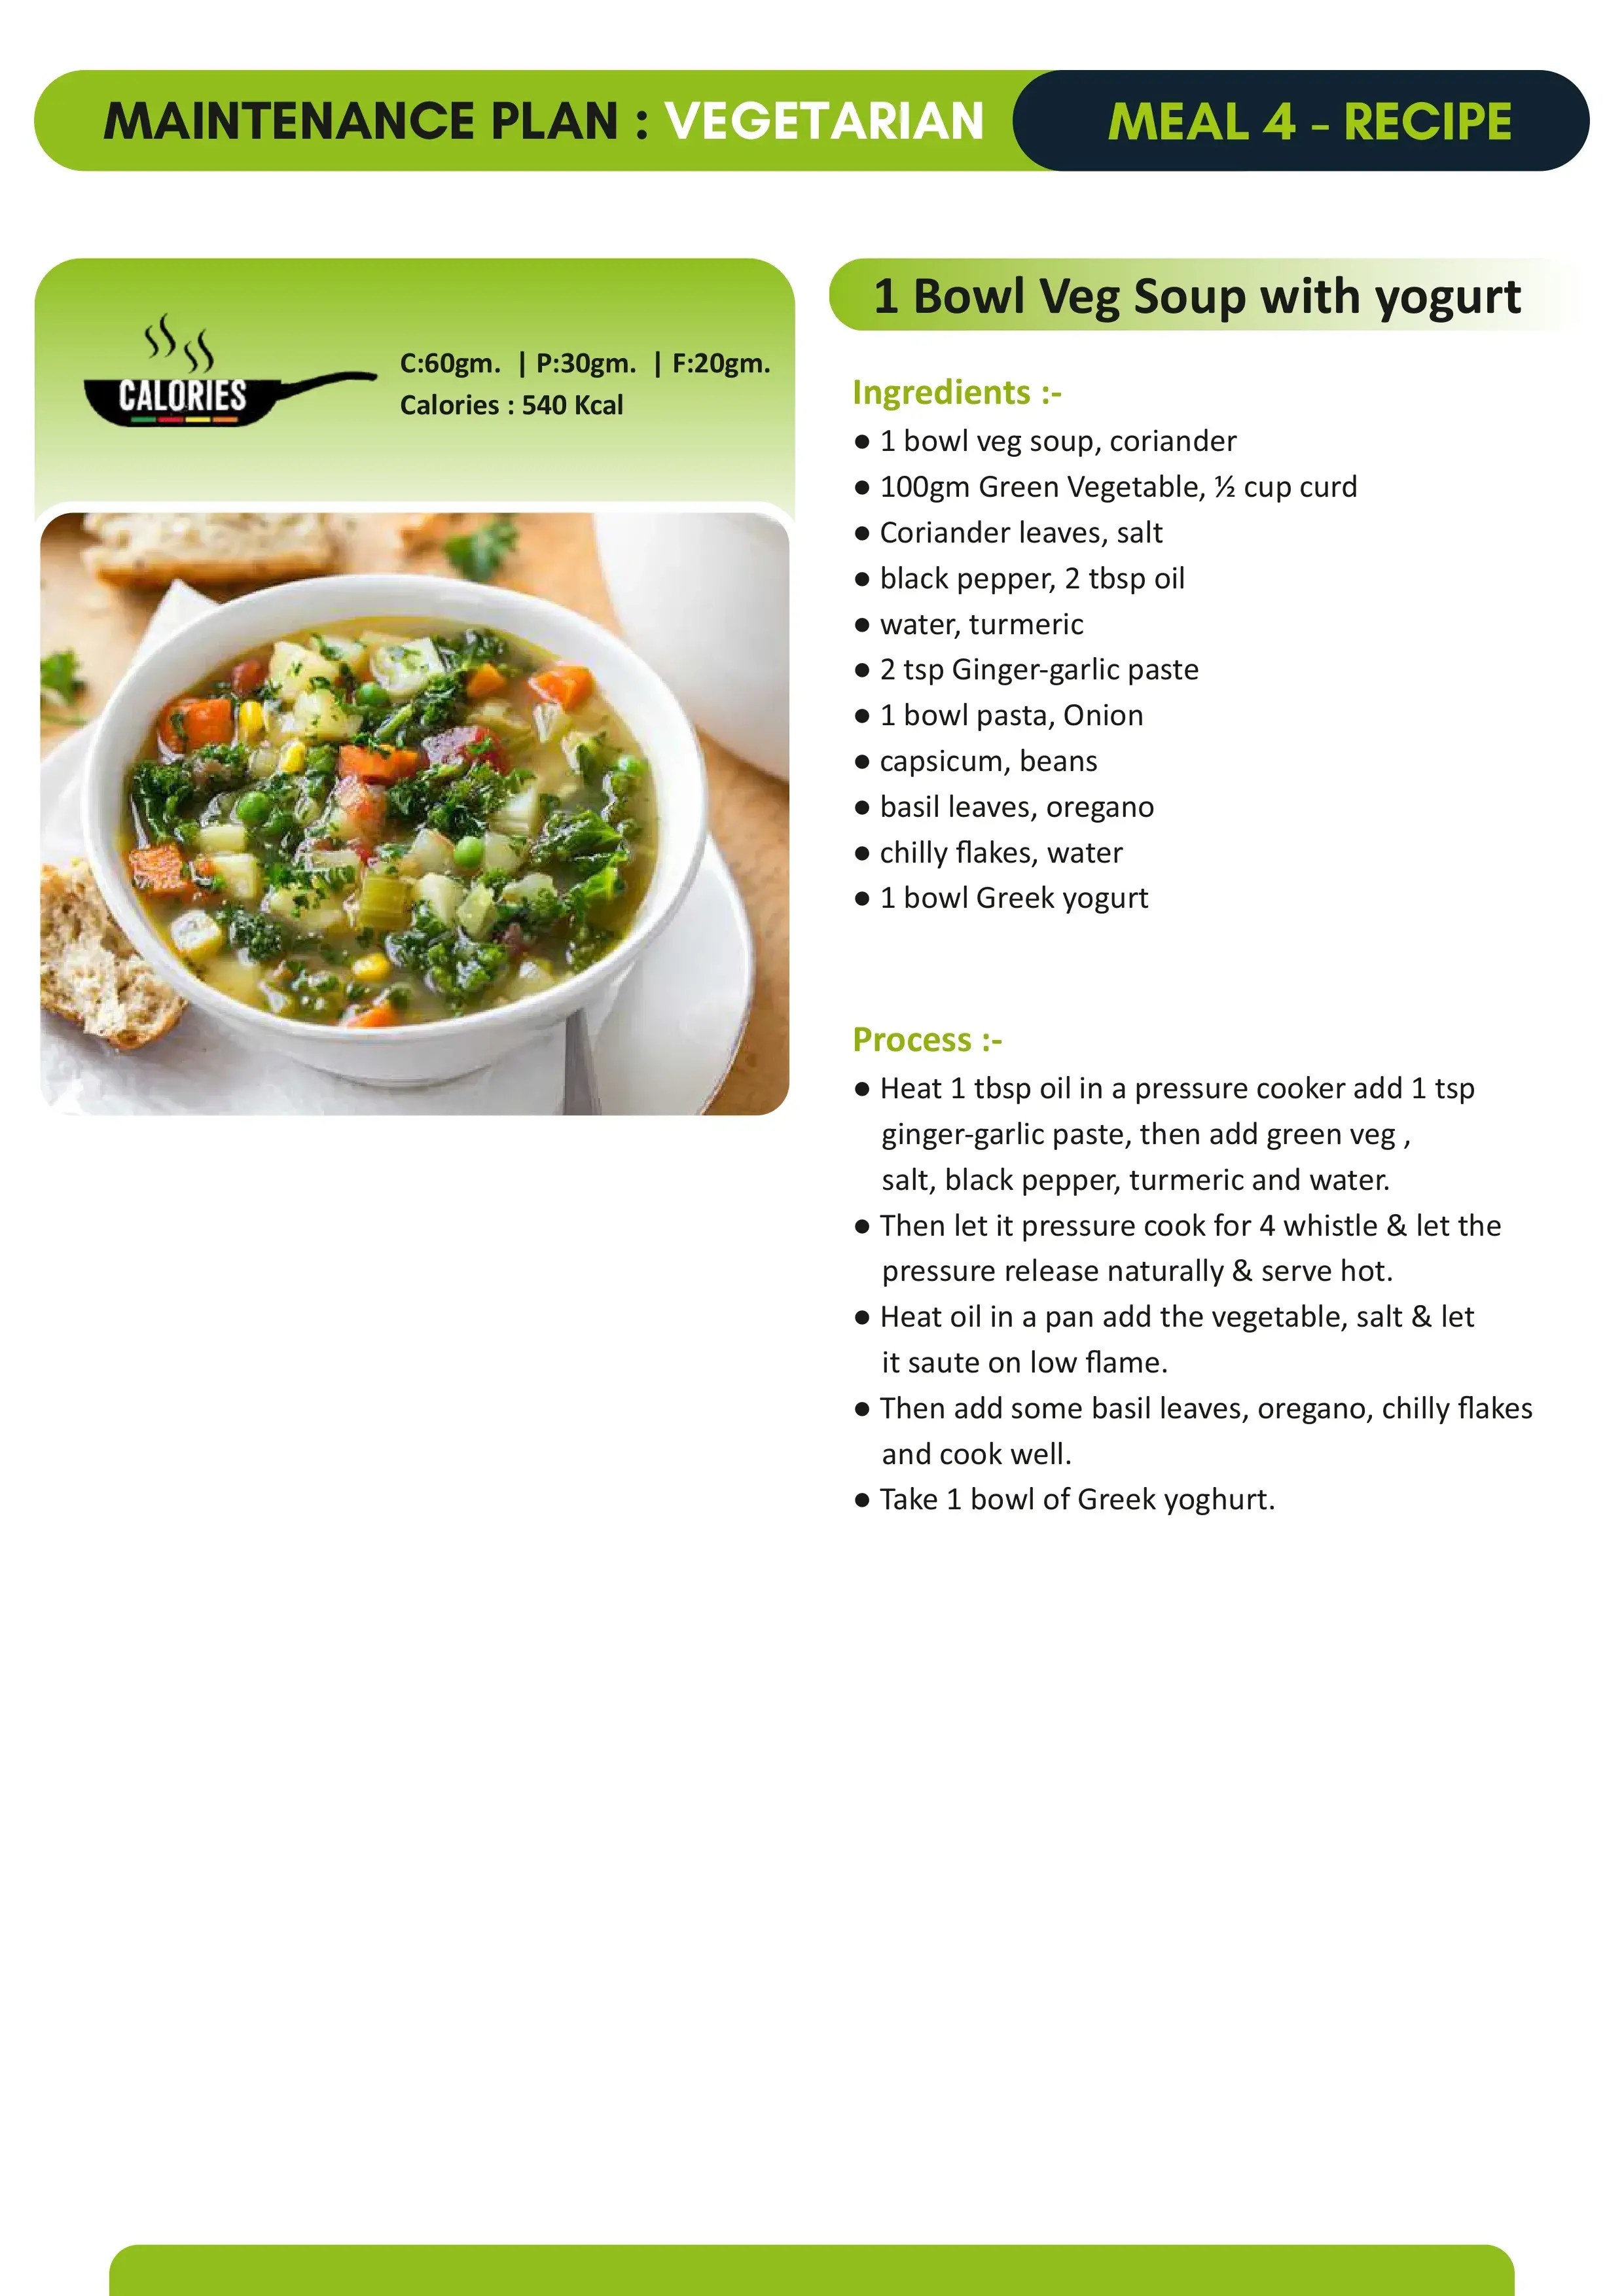 MAINTENANCE PLAN : VEGETARIAN
MEAL 4 - RECIPE
CALORIES
C:60gm. | P:30gm. | F:20gm.
Calories : 540 Kcal
1 Bowl Veg Soup with yogurt
Ingredients :-
● 1 bowl veg soup, coriander
● 100gm Green Vegetable, ½ cup curd
● Coriander leaves, salt
● black pepper, 2 tbsp oil
● water, turmeric
● 2 tsp Ginger-garlic paste
● 1 bowl pasta, Onion
● capsicum, beans
● basil leaves, oregano
● chilly flakes, water
● 1 bowl Greek yogurt
Process :-
● Heat 1 tbsp oil in a pressure cooker add 1 tsp
ginger-garlic paste, then add green veg ,
salt, black pepper, turmeric and water.
● Then let it pressure cook for 4 whistle & let the
pressure release naturally & serve hot.
● Heat oil in a pan add the vegetable, salt & let
it saute on low flame.
● Then add some basil leaves, oregano, chilly flakes
and cook well.
● Take 1 bowl of Greek yoghurt.